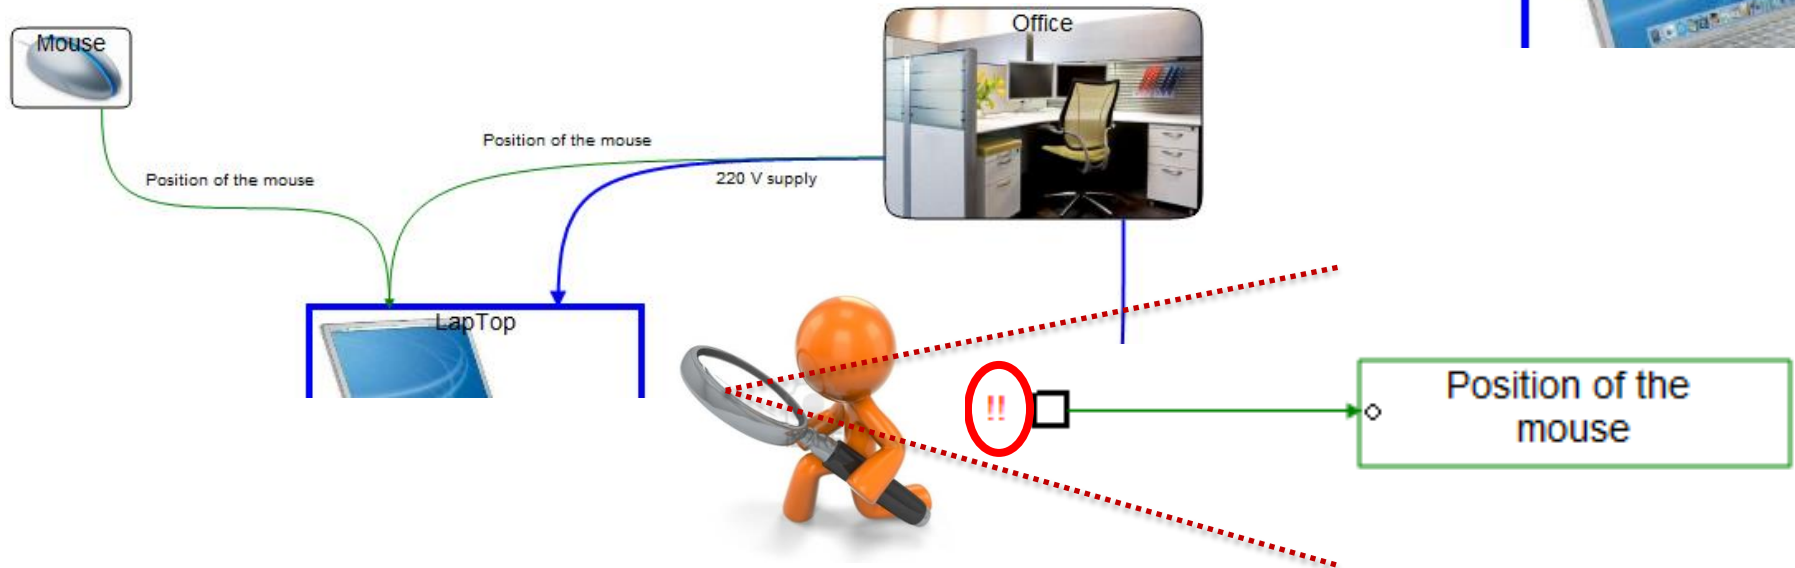 Mouse
Office
Position of the mouse
Position of the mouse
220 V supply
LapTop
!!
Position of the
mouse